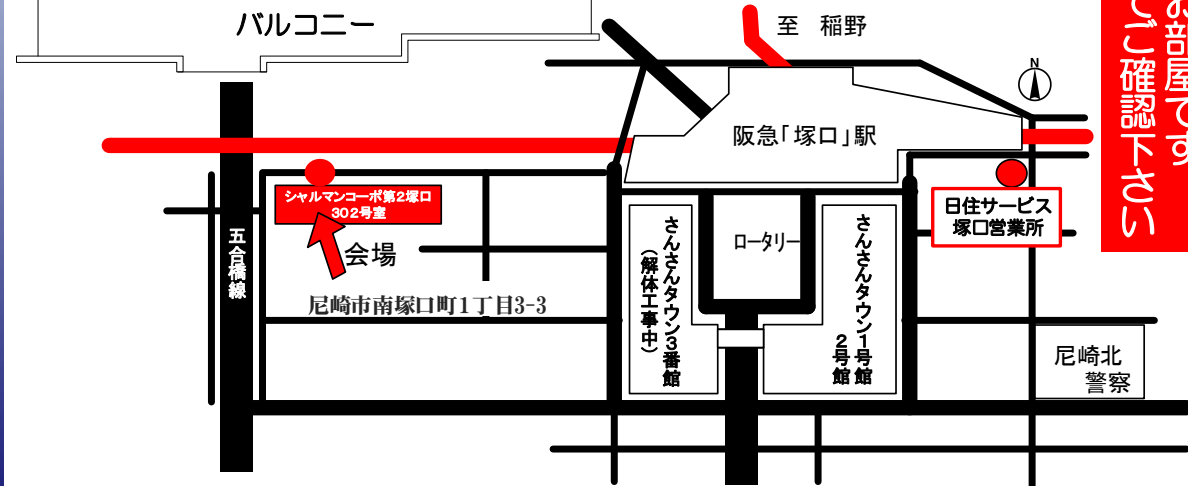 バルコニー
至 稲野
N
お部屋です
でご確認下さい
阪急「塚口」駅
シャルマンコーポ第2塚口
302号室
会場
五合橋線
尼崎市南塚口町1丁目3-3
さんさんタウン3番館
(解体工事中)
ロータリー
さんさんタウン1号館
2号館
日住サービス
塚口営業所
尼崎北
警察